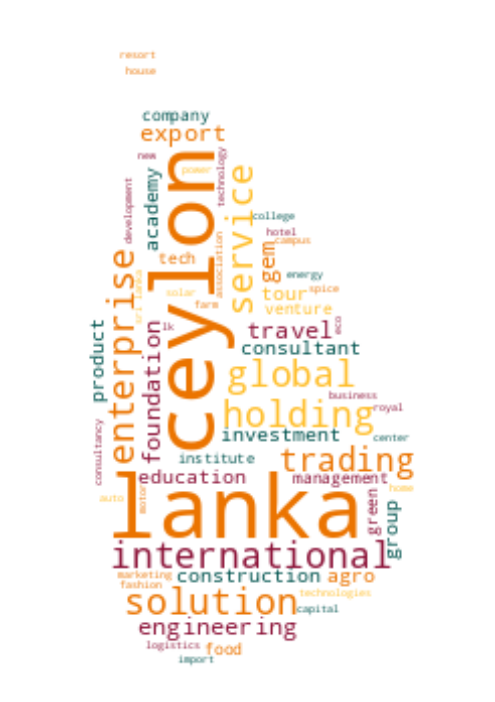 resort
house
company
export
new
technology
power
ceylon
academy
service
development
college
hotel
campus
association
gem
tech
energy
sri lanka
solar
tour
spice
farm
venture
enterprise
lk
travel
eco
product
foundation
consultant
global
business
holding
royal
investment
center
consultancy
institute
trading
education
management
lanka
auto
motor
home
green
group
international
marketing
construction
agro
fashion
solution
technologies
capital
engineering
logistics
food
import